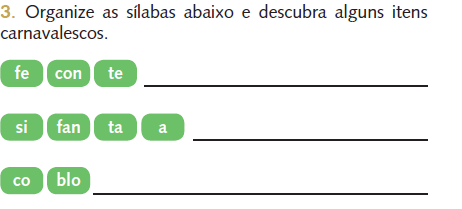 3. Organize as sílabas abaixo e descubra alguns itens
carnavalescos.
fe con te
si fan ta a
co blo